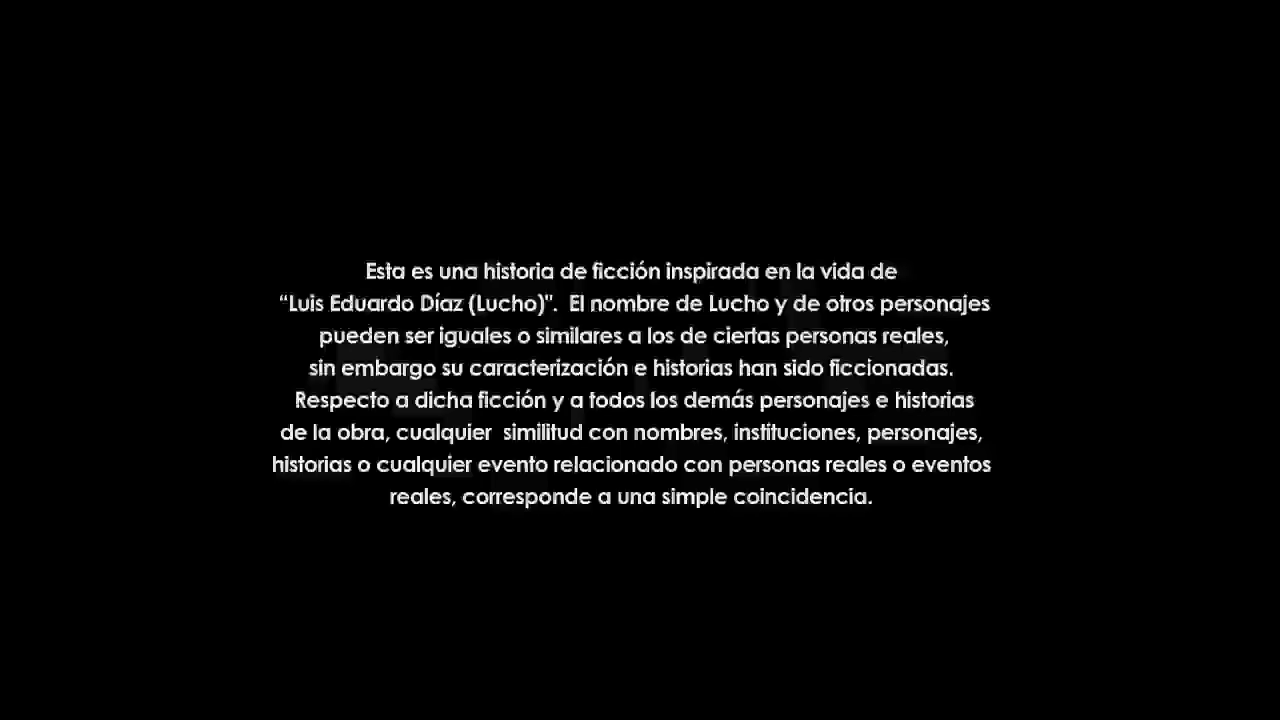 Esta es una historia de ficción inspirada en la vida de
“Luis Eduardo Díaz (Lucho)".  El nombre de Lucho y de otros personajes
pueden ser iguales o similares a los de ciertas personas reales,
sin embargo su caracterización e historias han sido ficcionadas.
Respecto a dicha ficción y a todos los demás personajes e historias
de la obra, cualquier  similitud con nombres, instituciones, personajes,
historias o cualquier evento relacionado con personas reales o eventos
reales, corresponde a una simple coincidencia.